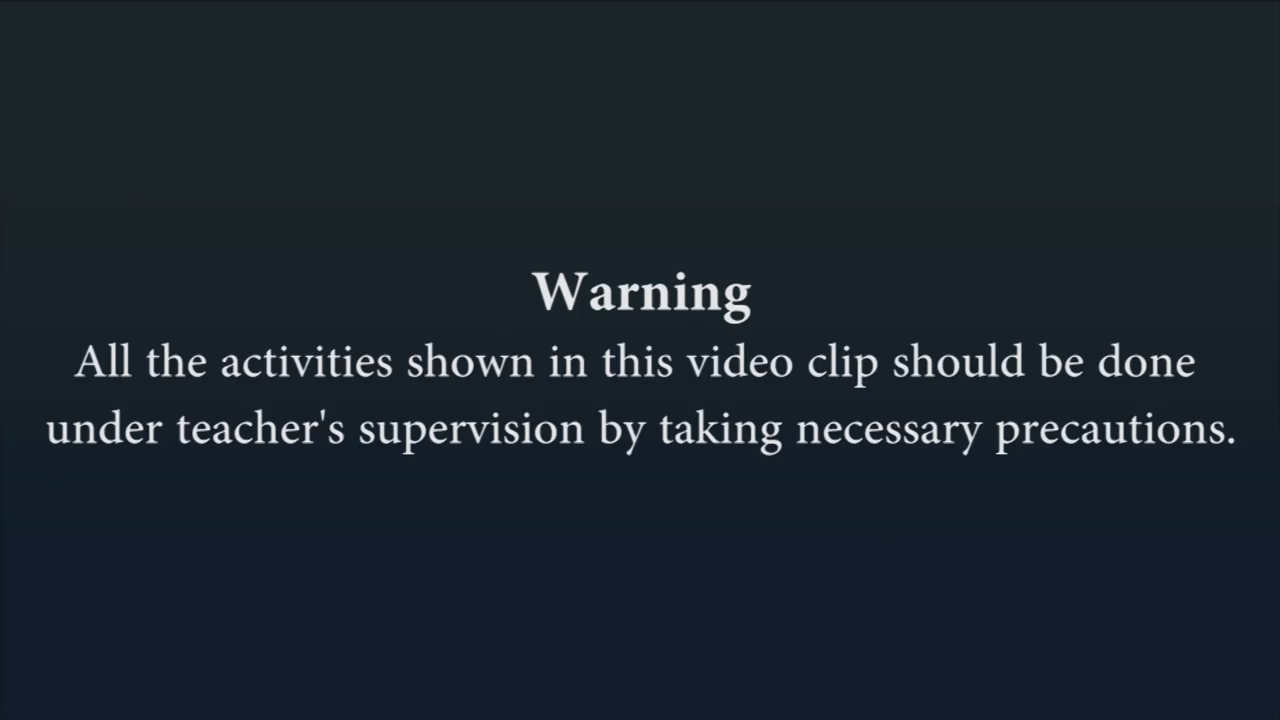 Warning
All the activities shown in this video clip should be done
under teacher's supervision by taking necessary precautions.